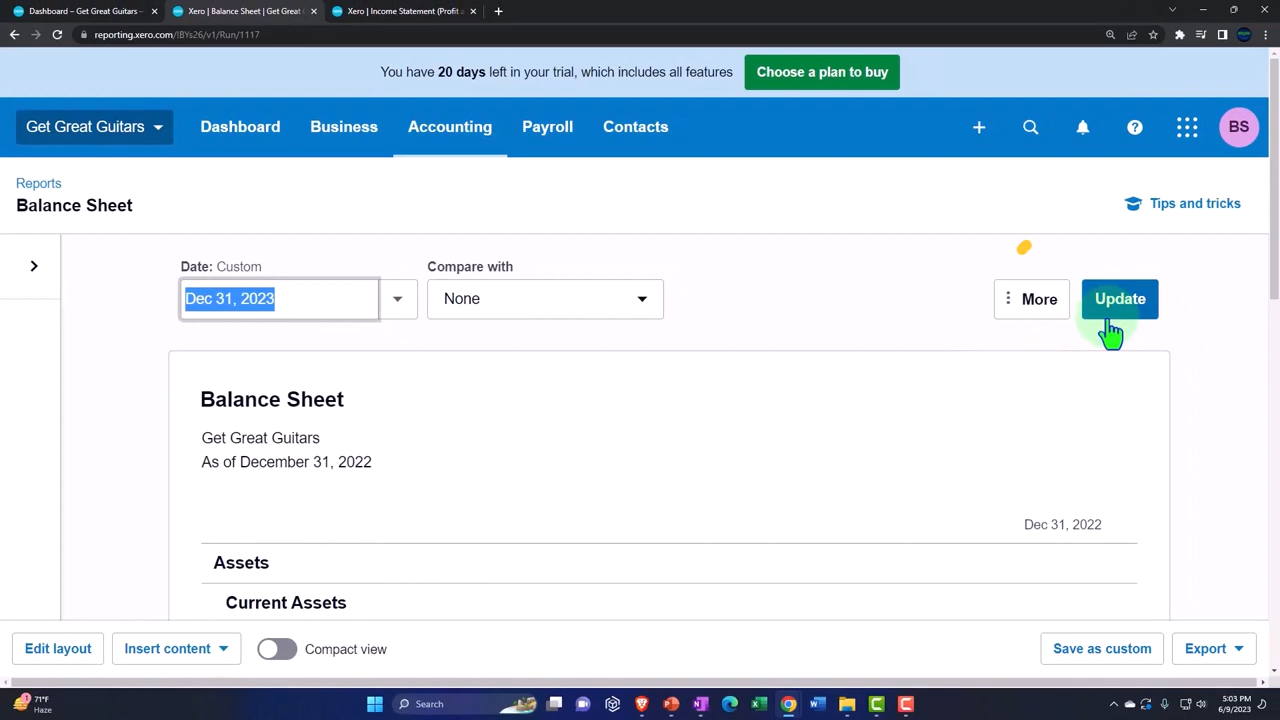 Dashboard – Get Great Guitars -
Xero | Balance Sheet | Get Great
Xero | Income Statement (Profit a
reporting.xero.com/!BYs26/v1/Run/1117
You have 20 days left in your trial, which includes all features
Choose a plan to buy
Get Great Guitars
Dashboard
Business
Accounting
Payroll
Contacts
BS
Reports
Balance Sheet
Tips and tricks
Date: Custom
Compare with
Dec 31, 2023
None
More
Update
Balance Sheet
Get Great Guitars
As of December 31, 2022
Dec 31, 2022
Assets
Current Assets
Edit layout
Insert content
Compact view
Save as custom
Export
71°F
Haze
Search
5:03 PM
6/9/2023